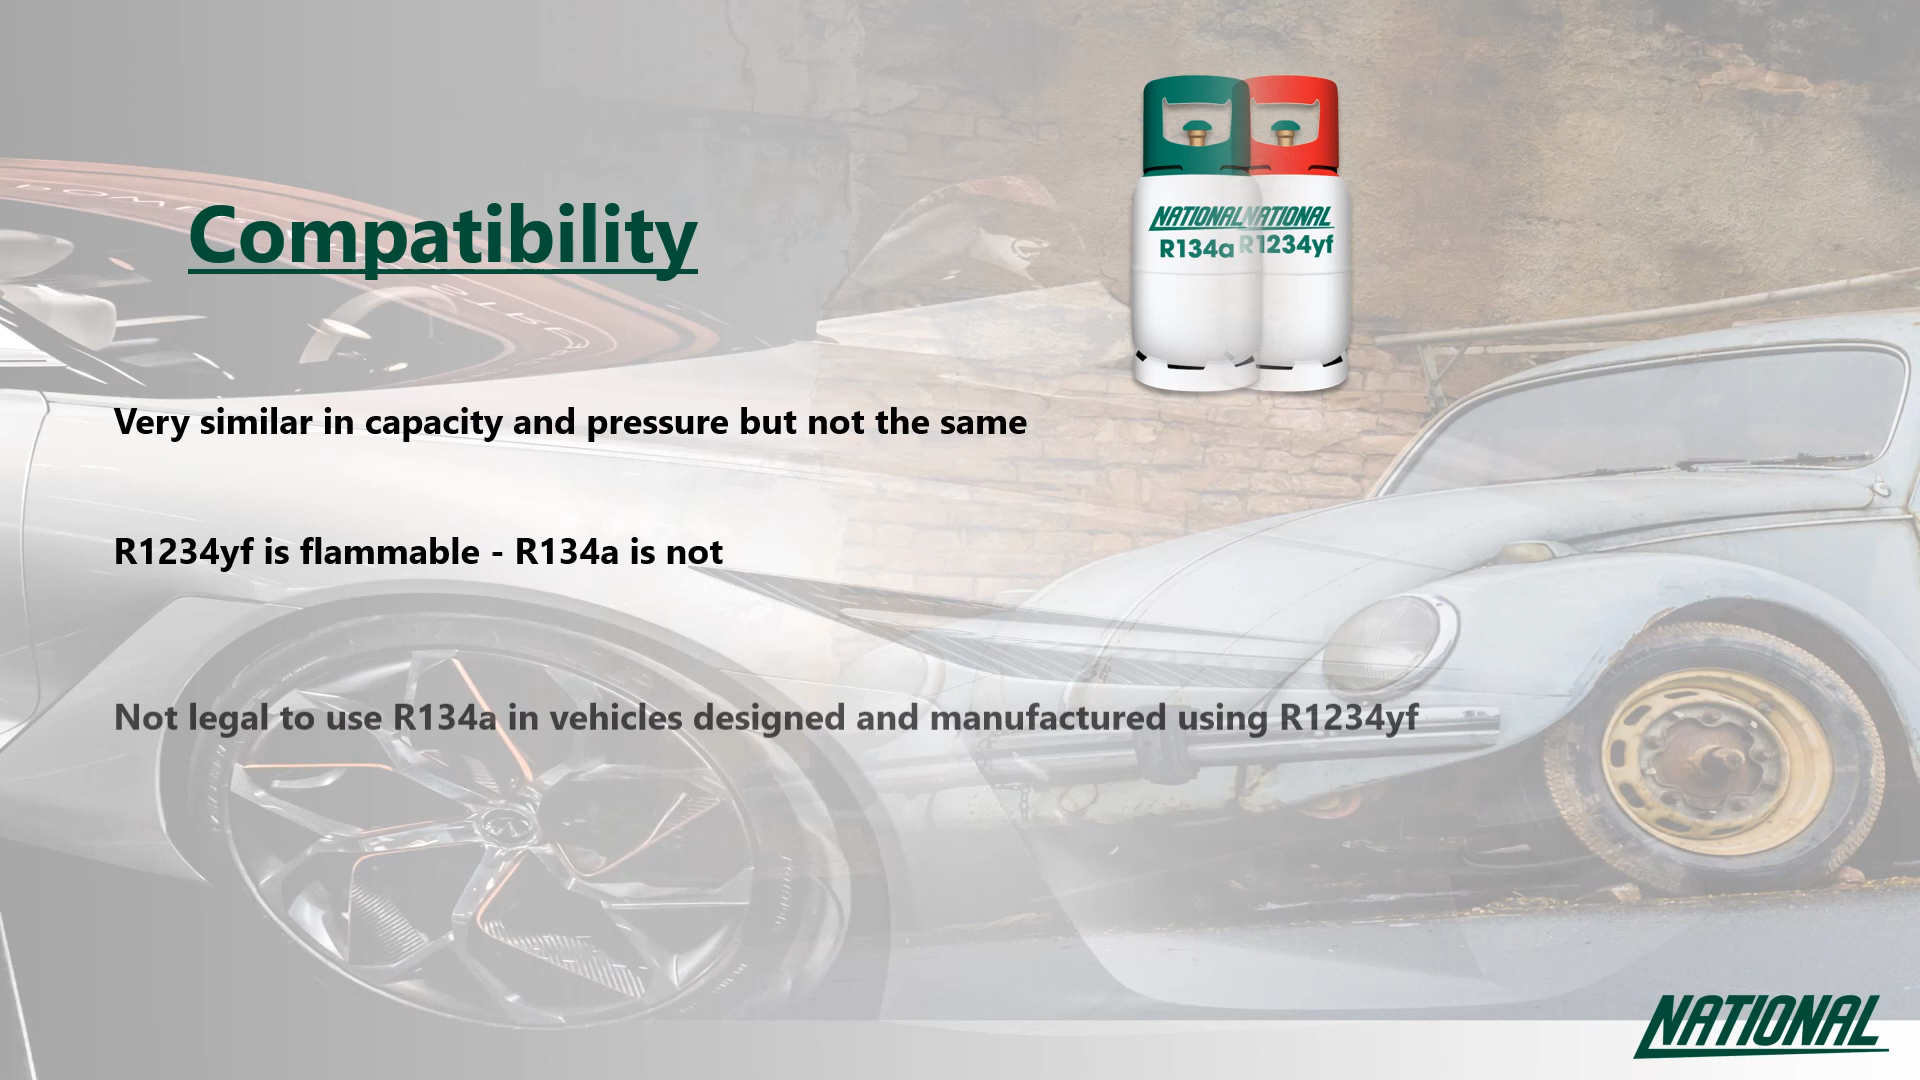 Compatibility
NATIONAL NATIONAL
R134a R1234yf
Very similar in capacity and pressure but not the same
R1234yf is flammable - R134a is not
Not legal to use R134a in vehicles designed and manufactured using R1234yf
NATIONAL